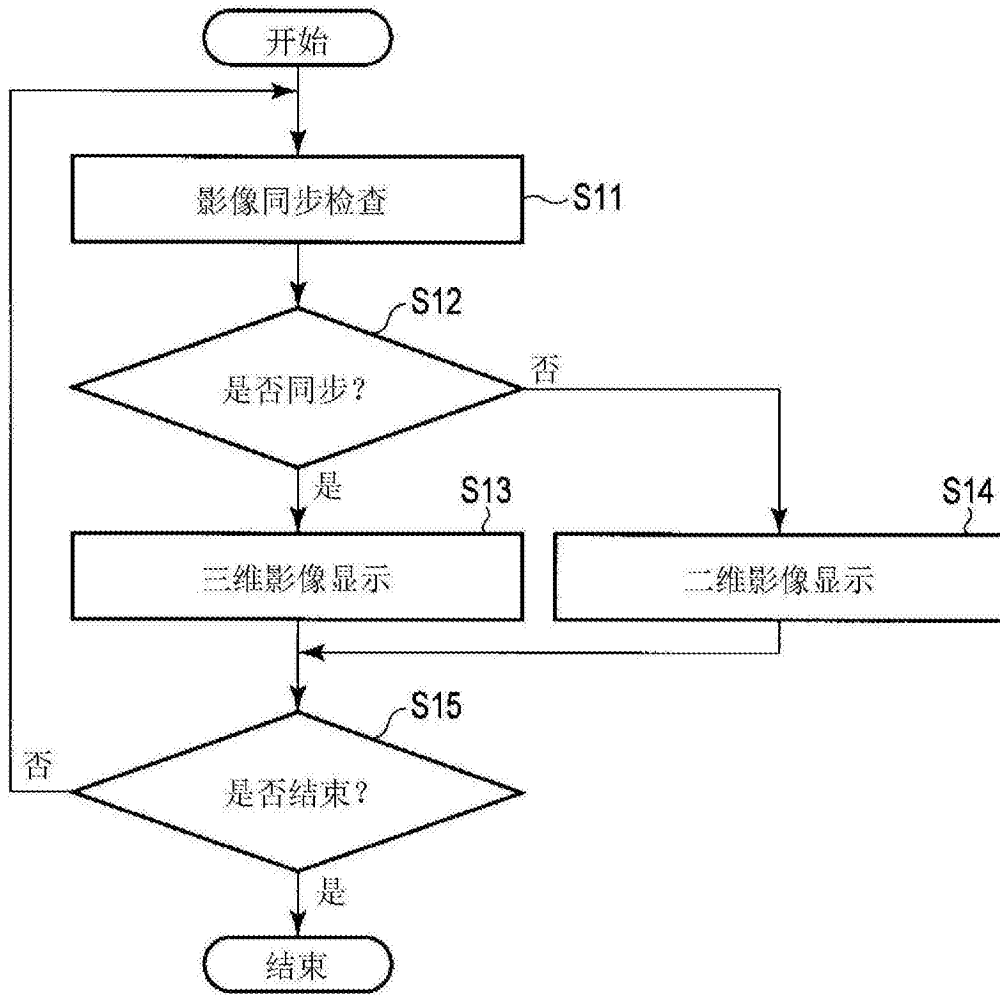 开始
影像同步检查
S11
S12
是否同步?
否
是
S13
S14
三维影像显示
二维影像显示
S15
否
是否结束?
是
结束